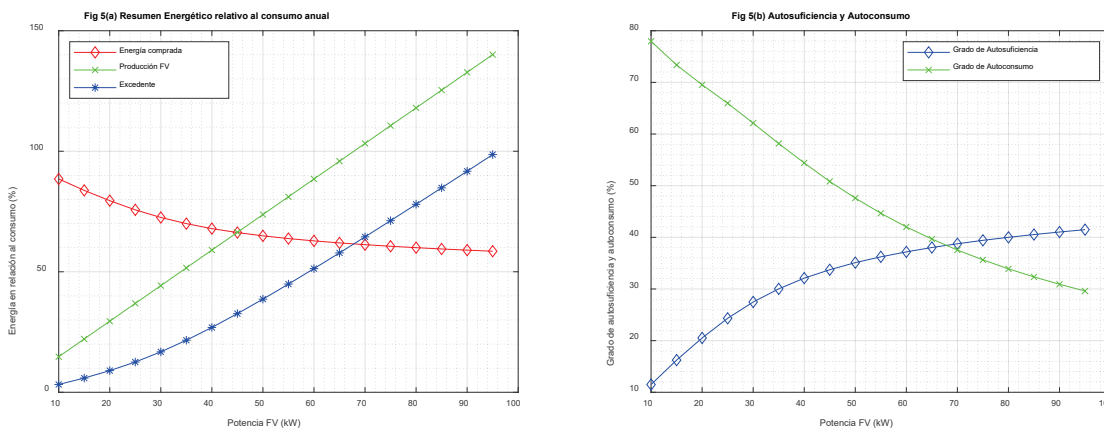 Fig 5(a) Resumen Energético relativo al consumo anual
150
100
50
0
Energía en relación al consumo (%)
Energía comprada
Producción FV
Excedente
10 20 30 40 50 60 70 80 90 100
Potencia FV (kW)
Fig 5(b) Autosuficiencia y Autoconsumo
80
70
60
50
40
30
20
10
Grado de autosuficiencia y autoconsumo (%)
Grado de Autosuficiencia
Grado de Autoconsumo
10 20 30 40 50 60 70 80 90 100
Potencia FV (kW)